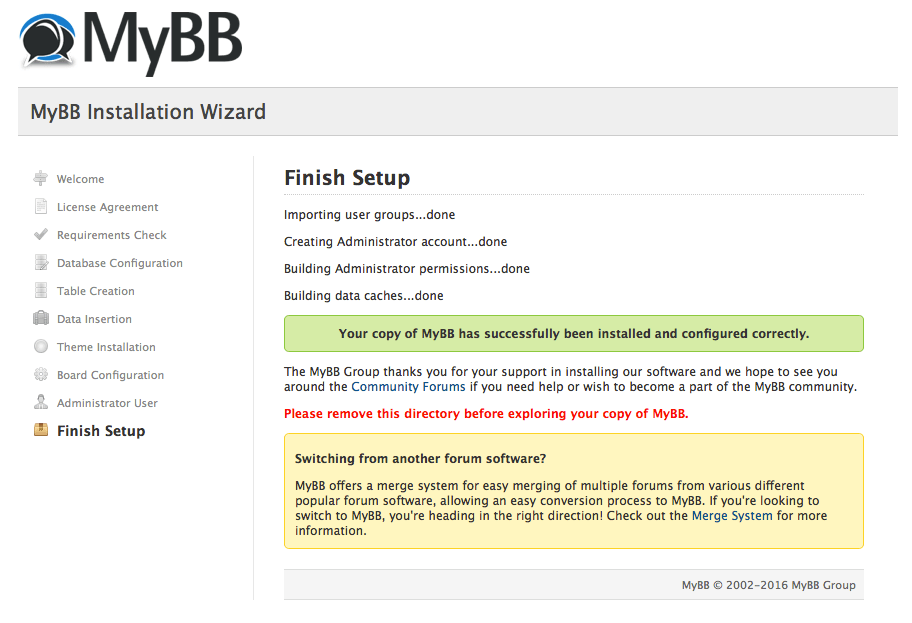 MyBB
MyBB Installation Wizard
Welcome
License Agreement
Requirements Check
Database Configuration
Table Creation
Data Insertion
Theme Installation
Board Configuration
Administrator User
Finish Setup
Finish Setup
Importing user groups...done
Creating Administrator account...done
Building Administrator permissions...done
Building data caches...done
Your copy of MyBB has successfully been installed and configured correctly.
The MyBB Group thanks you for your support in installing our software and we hope to see you
around the Community Forums if you need help or wish to become a part of the MyBB community.
Please remove this directory before exploring your copy of MyBB.
Switching from another forum software?
MyBB offers a merge system for easy merging of multiple forums from various different
popular forum software, allowing an easy conversion process to MyBB. If you're looking to
switch to MyBB, you're heading in the right direction! Check out the Merge System for more
information.
MyBB © 2002-2016 MyBB Group